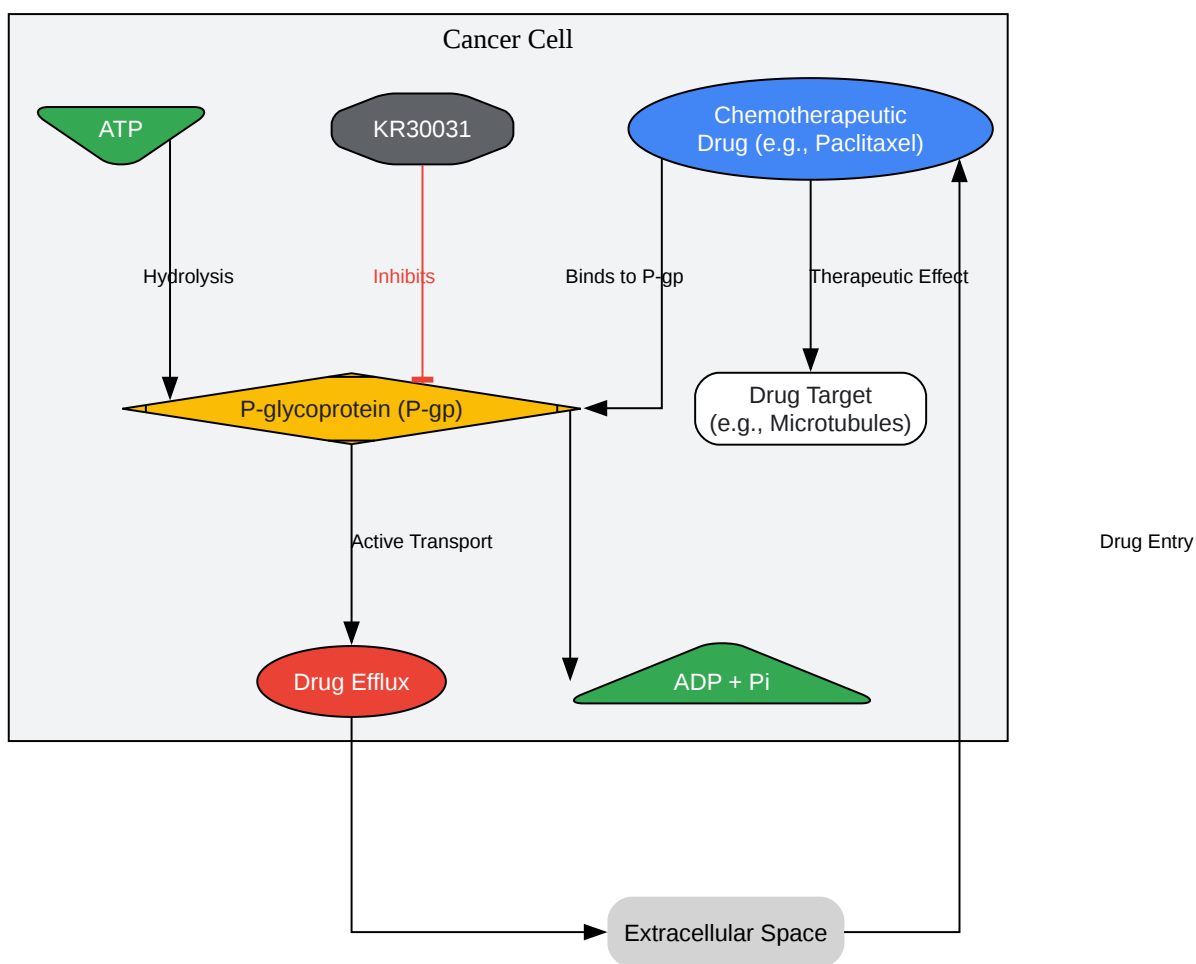 Cancer Cell
ATP
KR30031
Chemotherapeutic
Drug (e.g., Paclitaxel)
Hydrolysis
Inhibits
Binds to P-gp
Therapeutic Effect
P-glycoprotein (P-gp)
Drug Target
(e.g., Microtubules)
Active Transport
Drug Entry
Drug Efflux
ADP + Pi
Extracellular Space